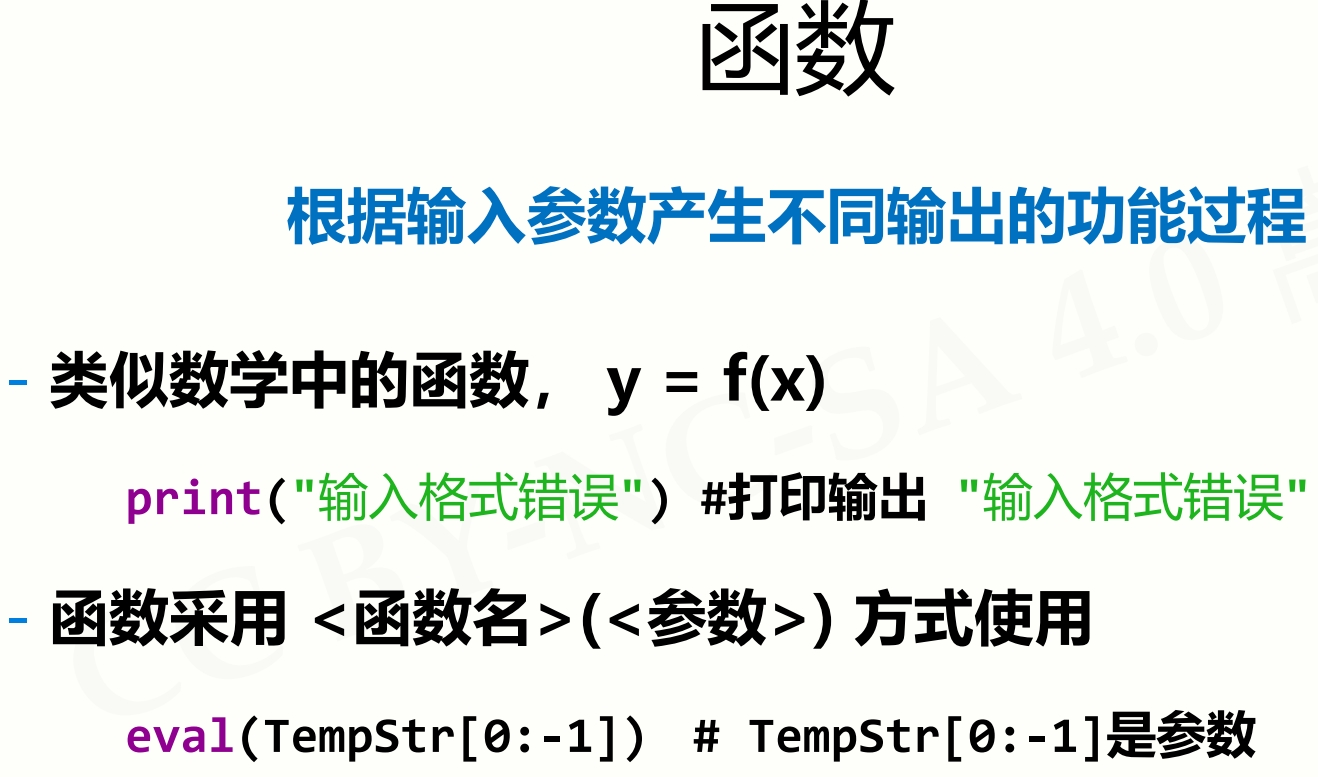 函数
根据输入参数产生不同输出的功能过程
- 类似数学中的函数， y = f(x)
print("输入格式错误") #打印输出 "输入格式错误"
- 函数采用 <函数名>(<参数>) 方式使用
eval(TempStr[0:-1]) # TempStr[0:-1]是参数
CC BY-NC-SA 4.0